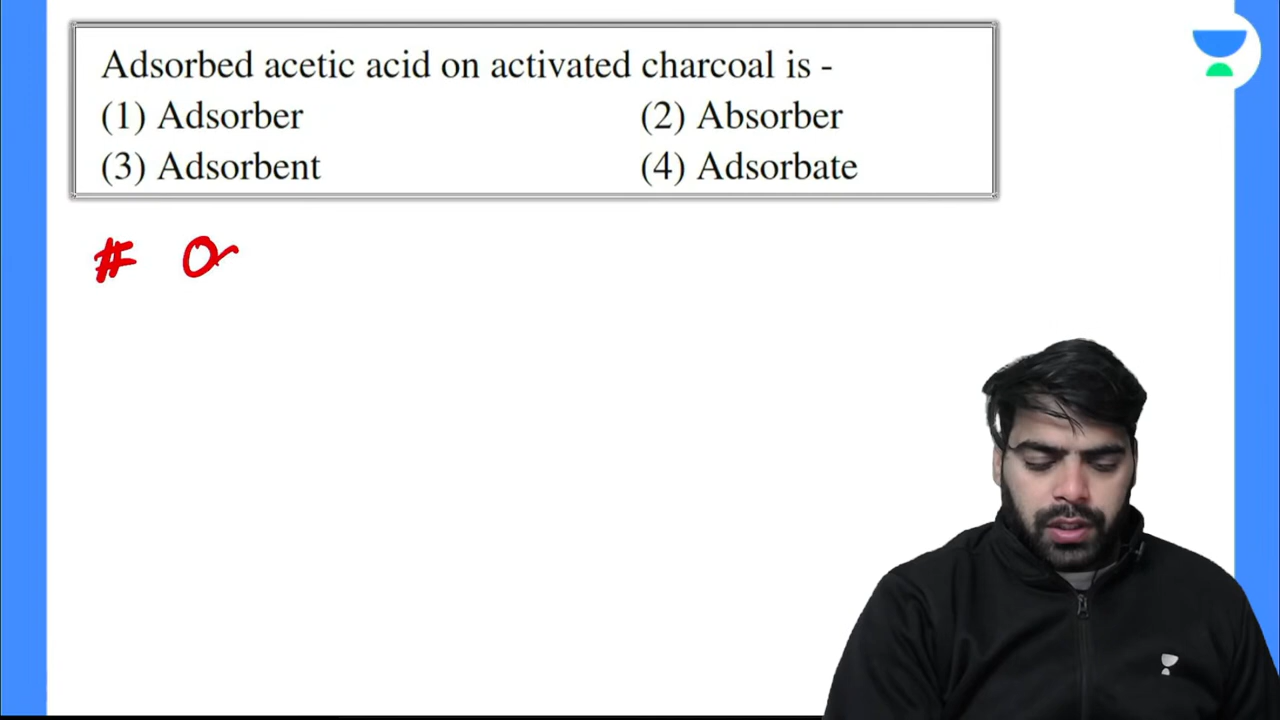 Adsorbed acetic acid on activated charcoal is -
(1) Adsorber (2) Absorber
(3) Adsorbent (4) Adsorbate
#